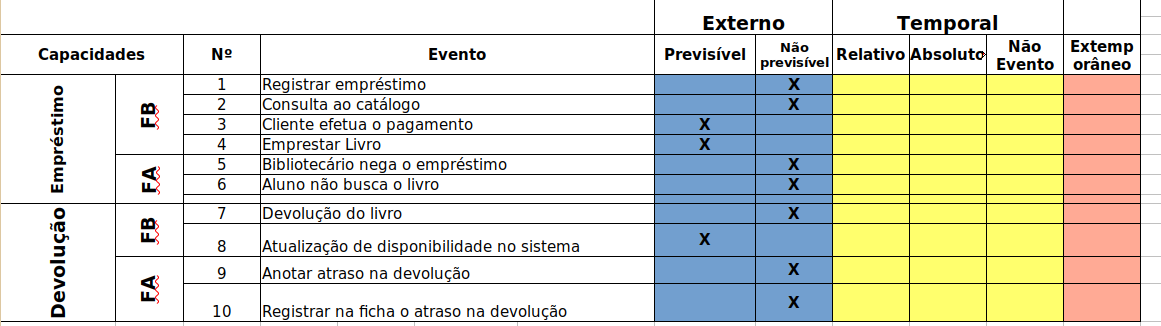 Externo Temporal
Capacidades Nº Evento Previsível Não previsível Relativo Absoluto Não Evento Extemp orâneo
Empréstimo FB 1 Registrar empréstimo X
2 Consulta ao catálogo X
3 Cliente efetua o pagamento X
4 Emprestar Livro X
FA 5 Bibliotecário nega o empréstimo X
6 Aluno não busca o livro X
Devolução FB 7 Devolução do livro X
8 Atualização de disponibilidade no sistema X
FA 9 Anotar atraso na devolução X
10 Registrar na ficha o atraso na devolução X